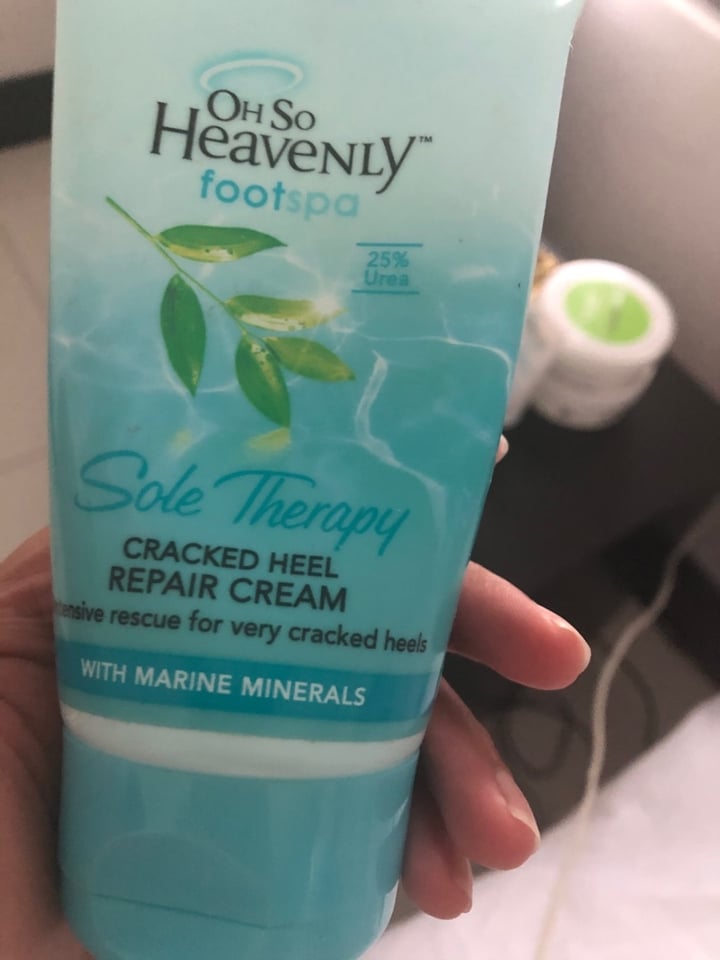 Oh So
Heavenly™
footspa
25%
Urea
Sole Therapy
CRACKED HEEL
REPAIR CREAM
rescue for very cracked heels
WITH MARINE MINERALS